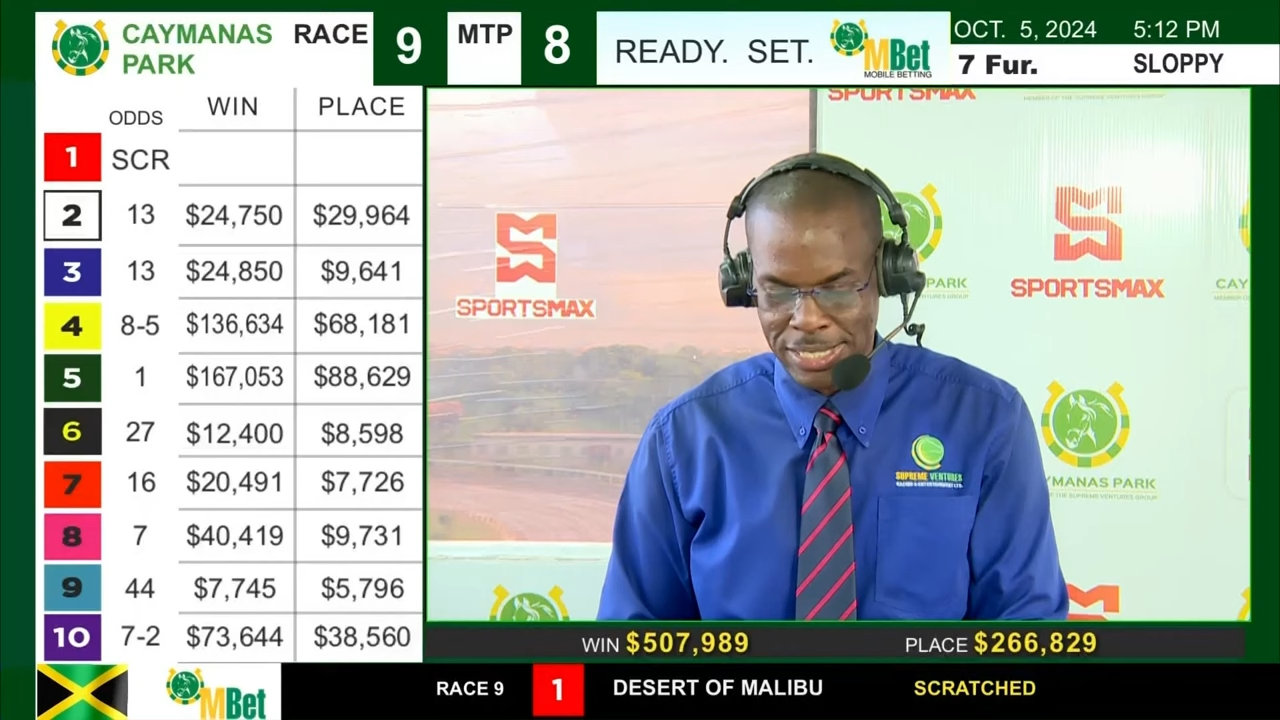 CAYMANAS PARK
RACE 9
MTP 8
READY. SET.
MBet
MOBILE BETTING
OCT. 5, 2024 5:12 PM
7 Fur. SLOPPY
ODDS WIN PLACE
1 SCR
2 13 $24,750 $29,964
3 13 $24,850 $9,641
4 8-5 $136,634 $68,181
5 1 $167,053 $88,629
6 27 $12,400 $8,598
7 16 $20,491 $7,726
8 7 $40,419 $9,731
9 44 $7,745 $5,796
10 7-2 $73,644 $38,560
SPORTSMAX
SPORTSMAX
SPORTSMAX
PARK
CAY
SUPREME VENTURES
YMANAS PARK
WIN $507,989 PLACE $266,829
MBet
RACE 9 1 DESERT OF MALIBU SCRATCHED